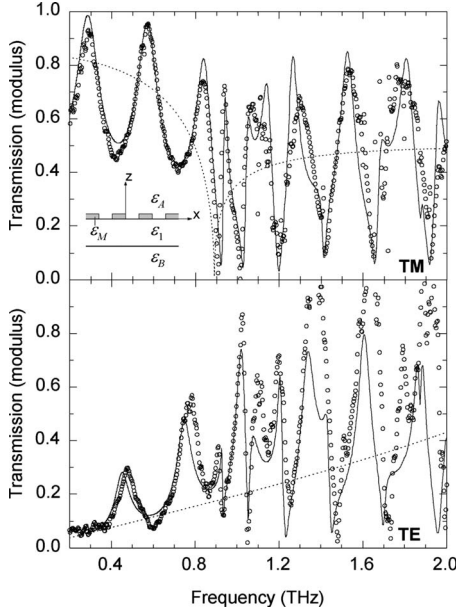 1.0
0.8
0.6
0.4
0.2
0.0
Transmission (modulus)
z
x
ε_A
ε_M
ε_1
ε_B
TM
1.0
0.8
0.6
0.4
0.2
0.0
Transmission (modulus)
TE
0.4 0.8 1.2 1.6 2.0
Frequency (THz)